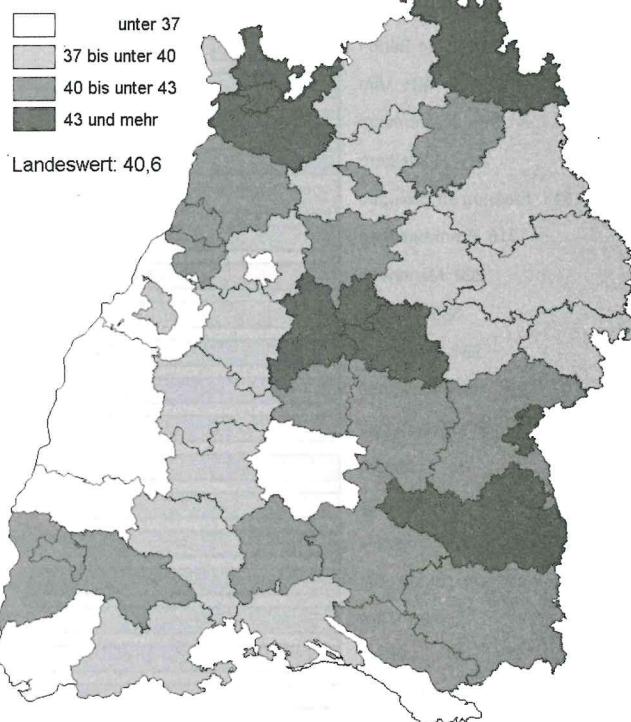 unter 37
37 bis unter 40
40 bis unter 43
43 und mehr
Landeswert: 40,6